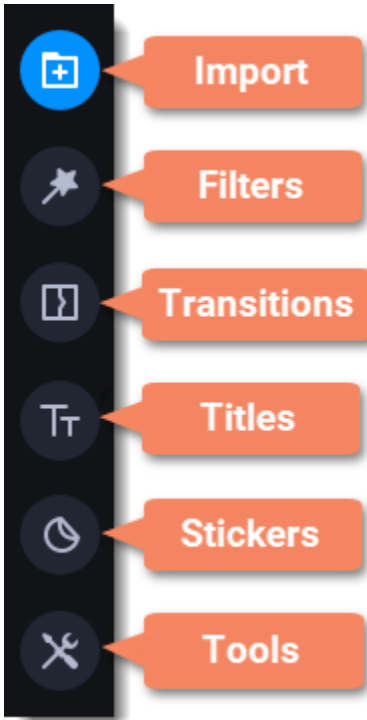 Import
Filters
Transitions
Titles
Stickers
Tools